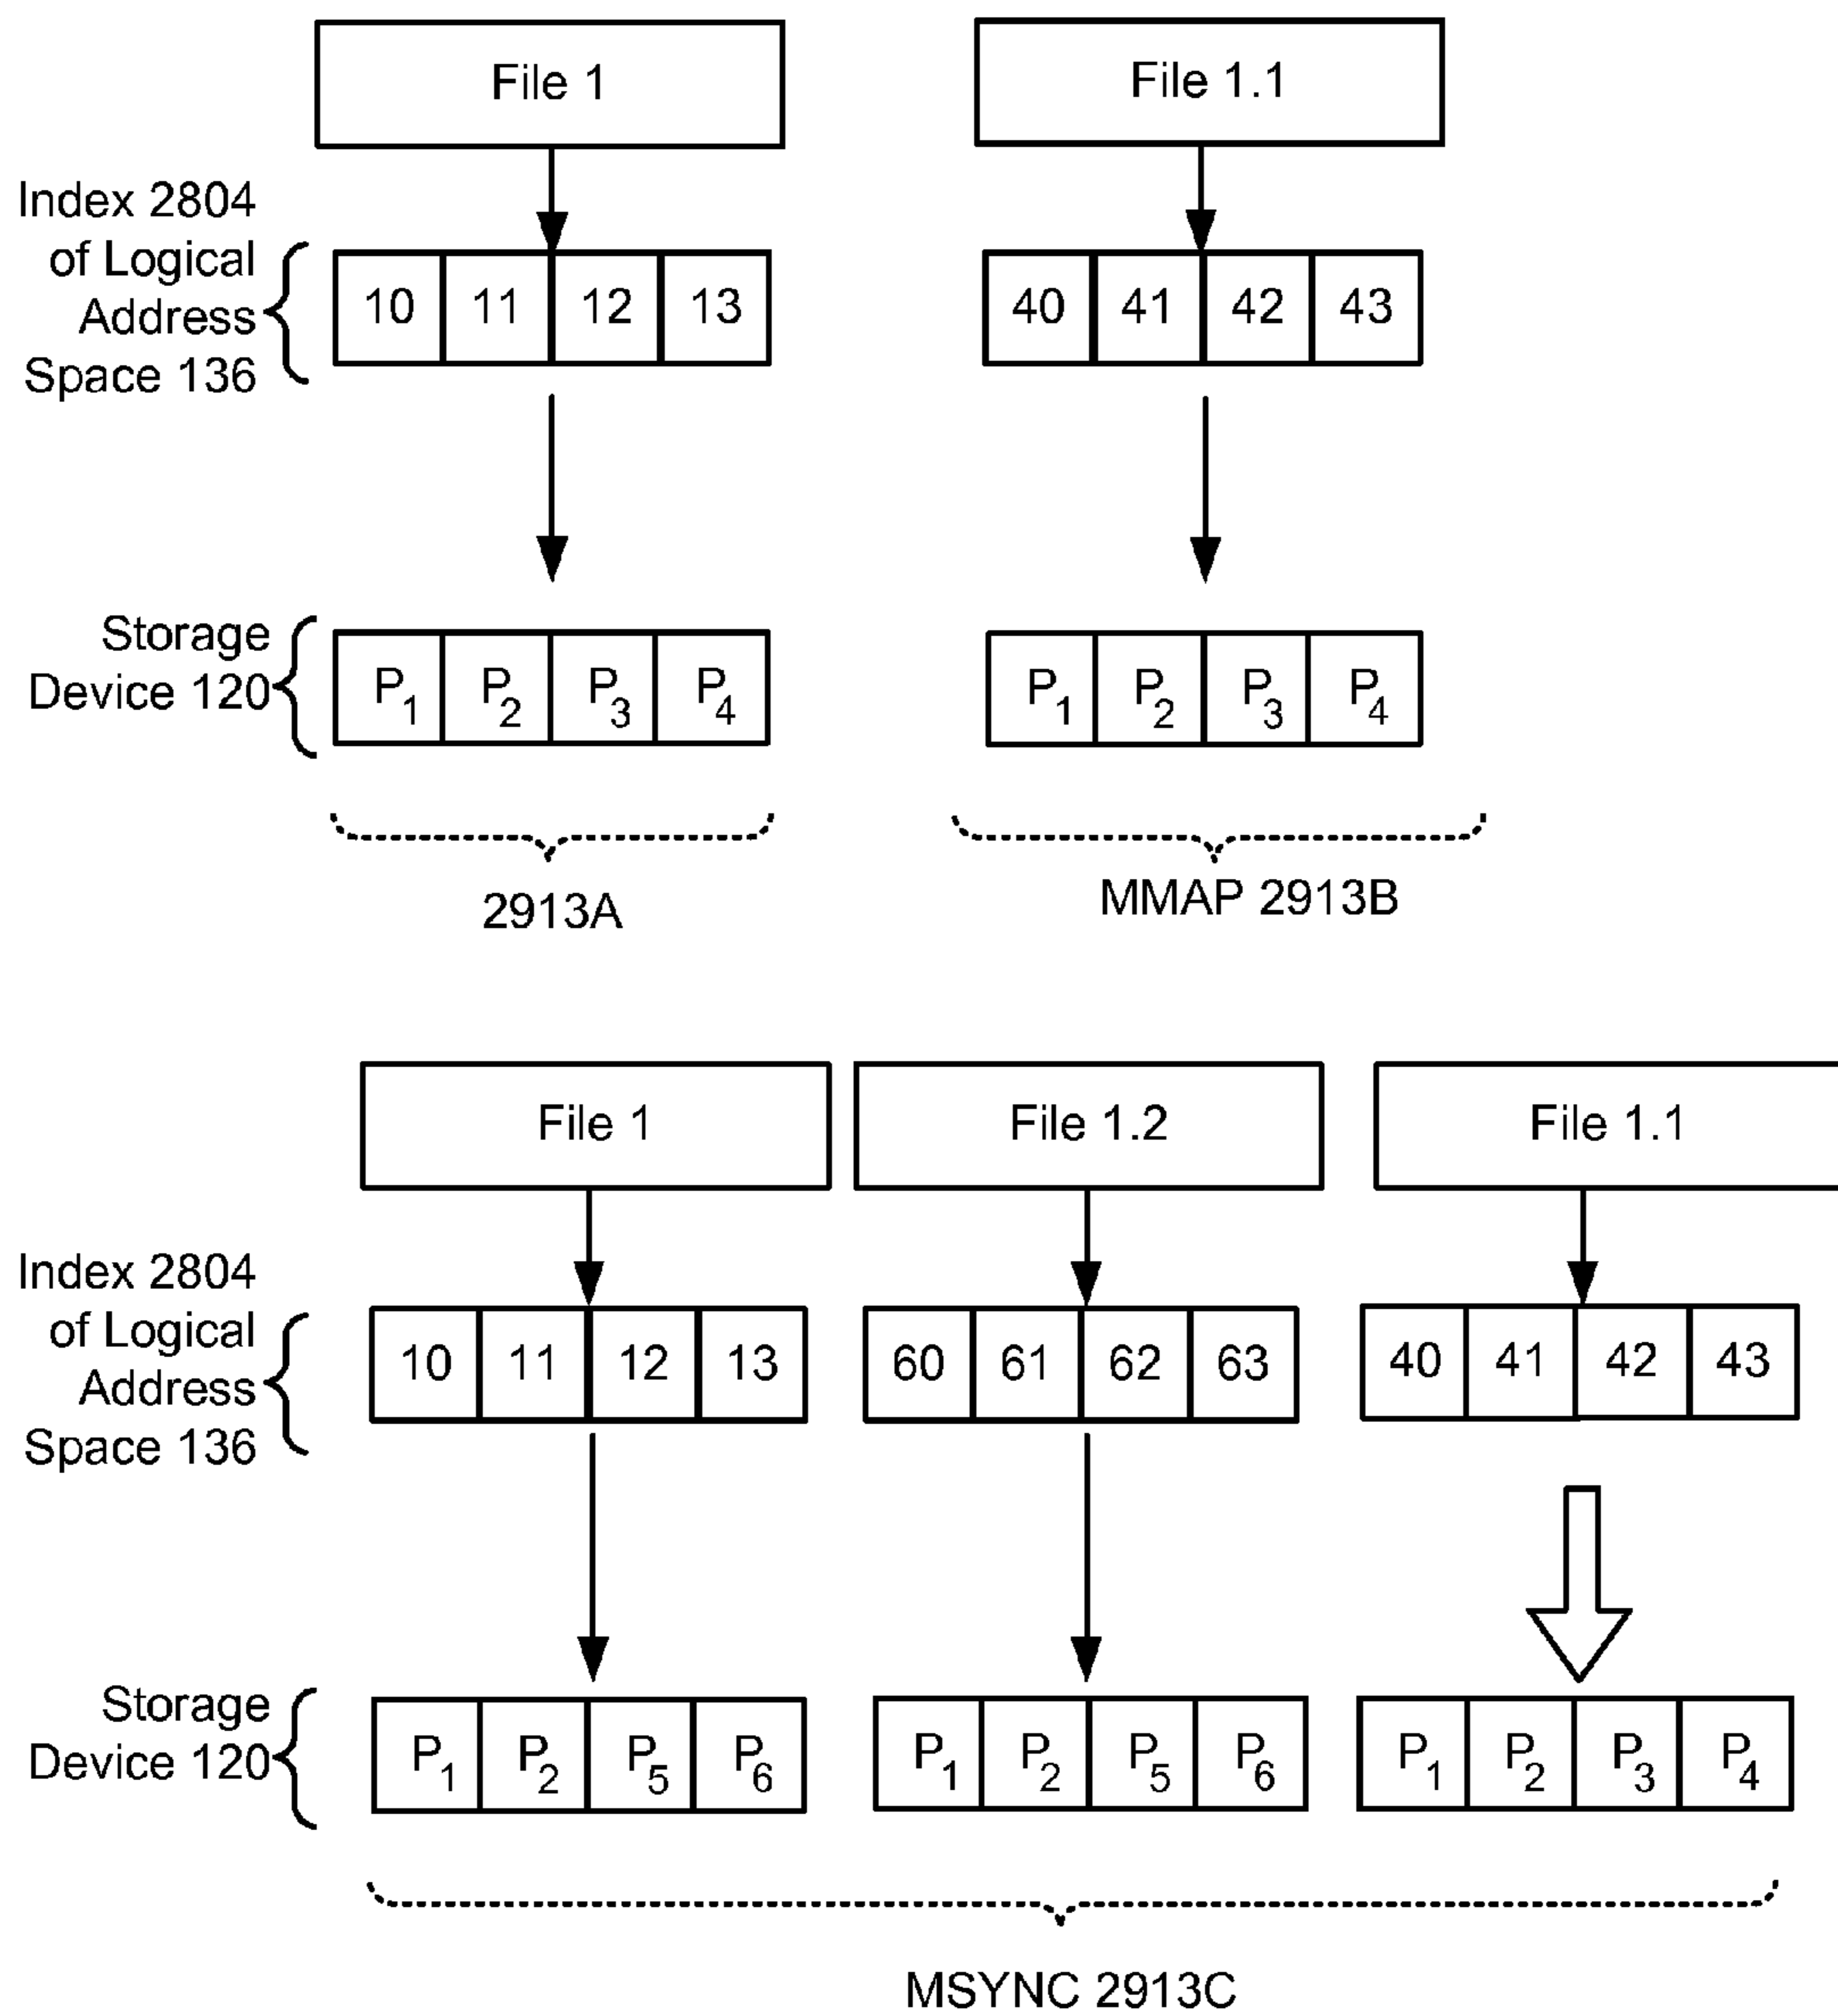 File 1
File 1.1
Index 2804
of Logical
Address
Space 136
10 11 12 13
40 41 42 43
Storage
Device 120
P1 P2 P3 P4
P1 P2 P3 P4
2913A
MMAP 2913B
File 1
File 1.2
File 1.1
Index 2804
of Logical
Address
Space 136
10 11 12 13
60 61 62 63
40 41 42 43
Storage
Device 120
P1 P2 P5 P6
P1 P2 P5 P6
P1 P2 P3 P4
MSYNC 2913C